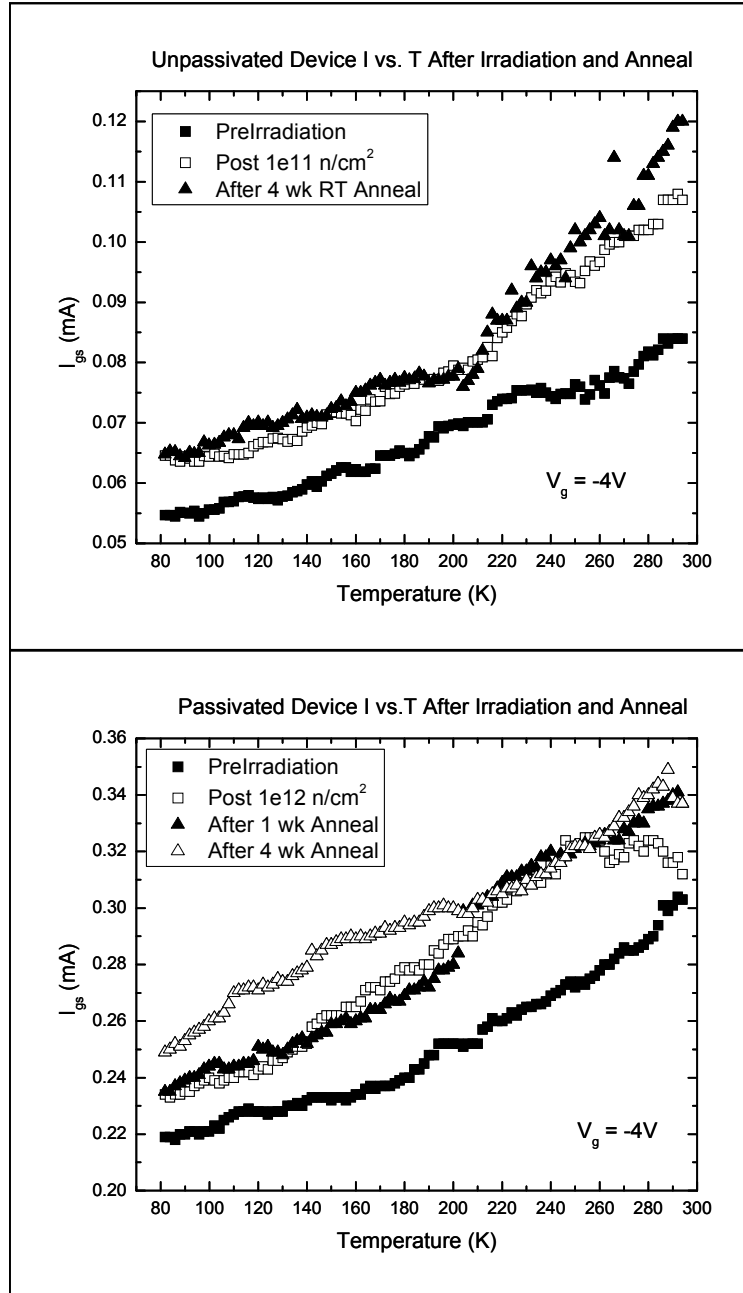 Unpassivated Device I vs. T After Irradiation and Anneal
PreIrradiation
Post 1e11 n/cm²
After 4 wk RT Anneal
0.12
0.11
0.10
0.09
0.08
0.07
0.06
0.05
I_gs (mA)
V_g = -4V
80 100 120 140 160 180 200 220 240 260 280 300
Temperature (K)
Passivated Device I vs.T After Irradiation and Anneal
PreIrradiation
Post 1e12 n/cm²
After 1 wk Anneal
After 4 wk Anneal
0.36
0.34
0.32
0.30
0.28
0.26
0.24
0.22
0.20
I_gs (mA)
V_g = -4V
80 100 120 140 160 180 200 220 240 260 280 300
Temperature (K)